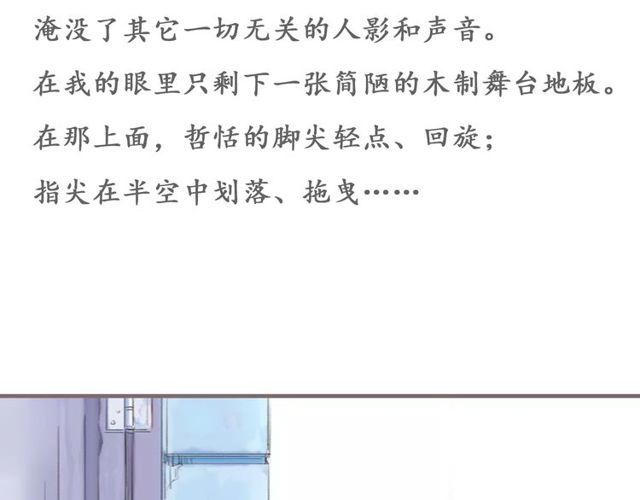 淹没了其它一切无关的人影和声音。
在我的眼里只剩下一张简陋的木制舞台地板。
在那上面，哲恬的脚尖轻点、回旋；
指尖在半空中划落、拖曳……